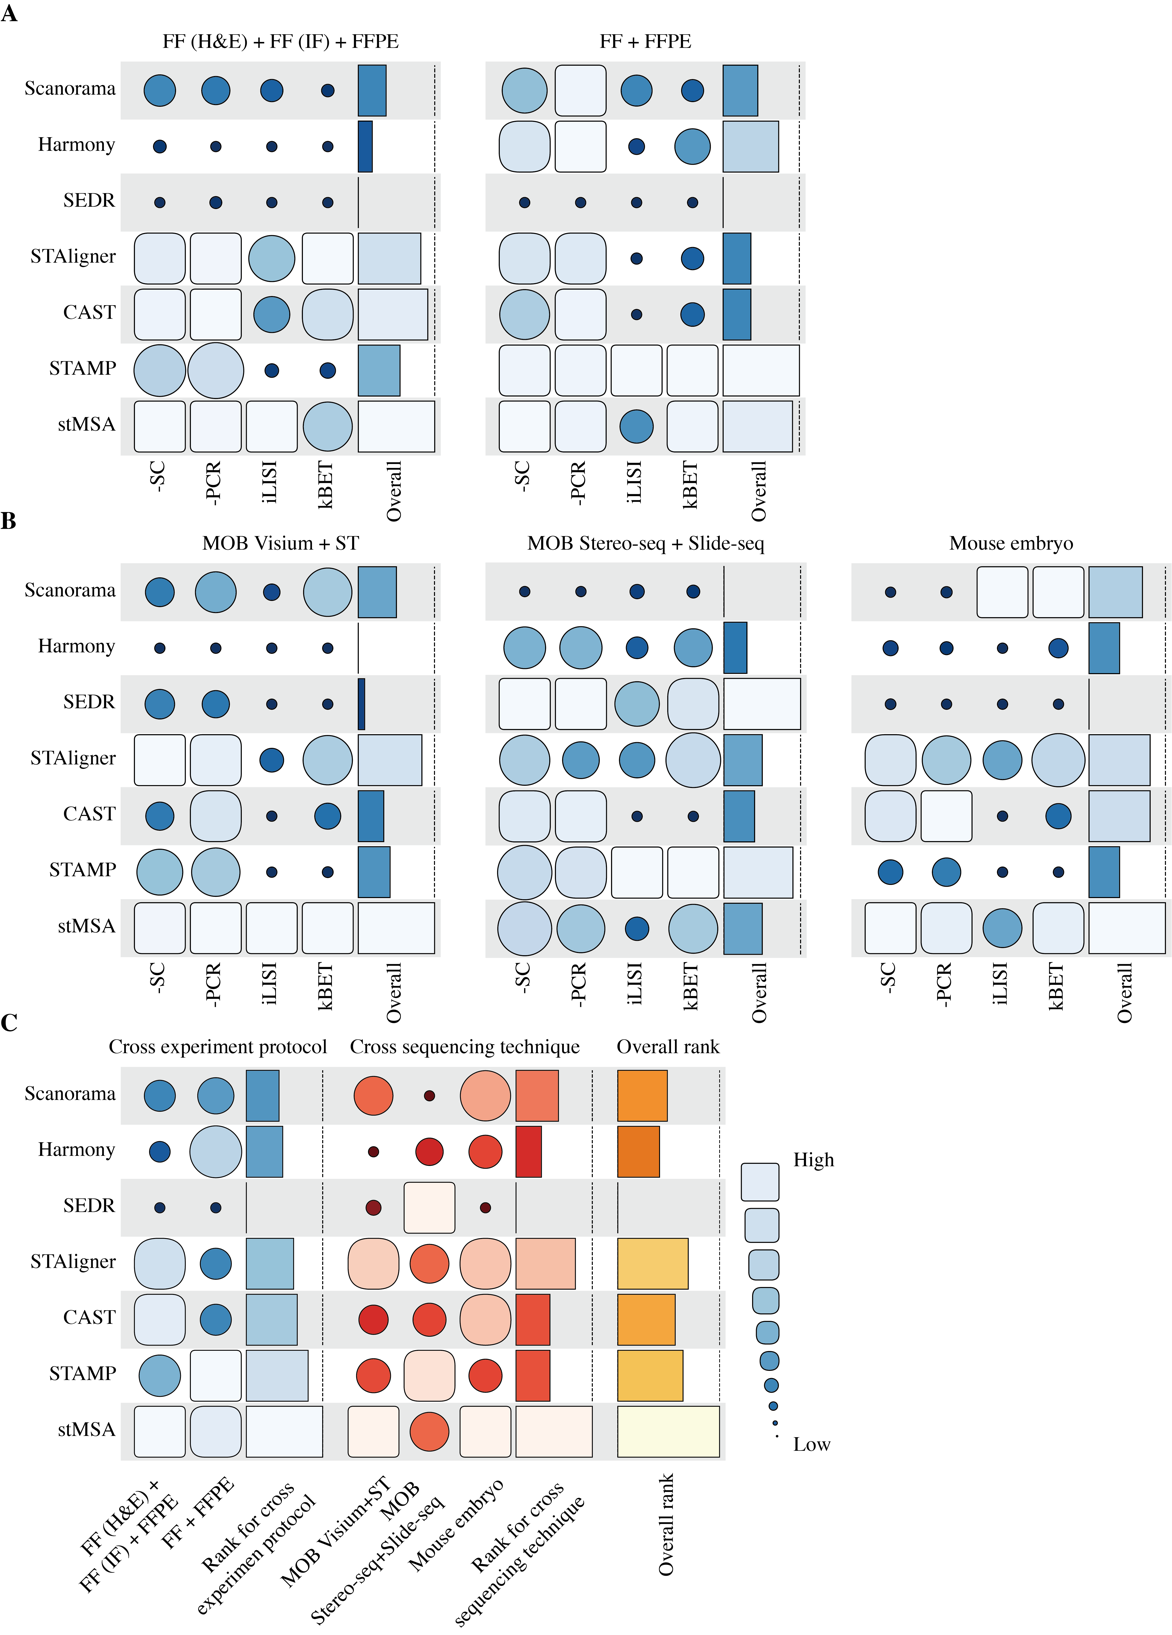 A
FF (H&E) + FF (IF) + FFPE
FF + FFPE
Scanorama
Harmony
SEDR
STAligner
CAST
STAMP
stMSA
-SC
-PCR
iLISI
kBET
Overall
-SC
-PCR
iLISI
kBET
Overall
B
MOB Visium + ST
MOB Stereo-seq + Slide-seq
Mouse embryo
Scanorama
Harmony
SEDR
STAligner
CAST
STAMP
stMSA
-SC
-PCR
iLISI
kBET
Overall
-SC
-PCR
iLISI
kBET
Overall
-SC
-PCR
iLISI
kBET
Overall
C
Cross experiment protocol
Cross sequencing technique
Overall rank
Scanorama
Harmony
SEDR
STAligner
CAST
STAMP
stMSA
High
Low
FF (H&E) +
FF (IF) + FFPE
FF + FFPE
Rank for cross
experimen protocol
MOB Visium+ST
MOB
Stereo-seq+Slide-seq
Mouse embryo
Rank for cross
sequencing technique
Overall rank